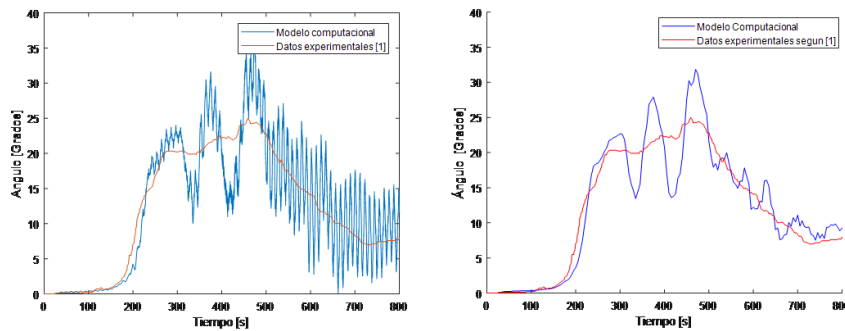 Modelo computacional
Datos experimentales [1]
40
35
30
25
20
15
10
5
0
Angulo [Grados]
0 100 200 300 400 500 600 700 800
Tiempo [s]
Modelo Computacional
Datos experimentales segun [1]
40
35
30
25
20
15
10
5
0
Ángulo [Grados]
0 100 200 300 400 500 600 700 800
Tiempo [s]